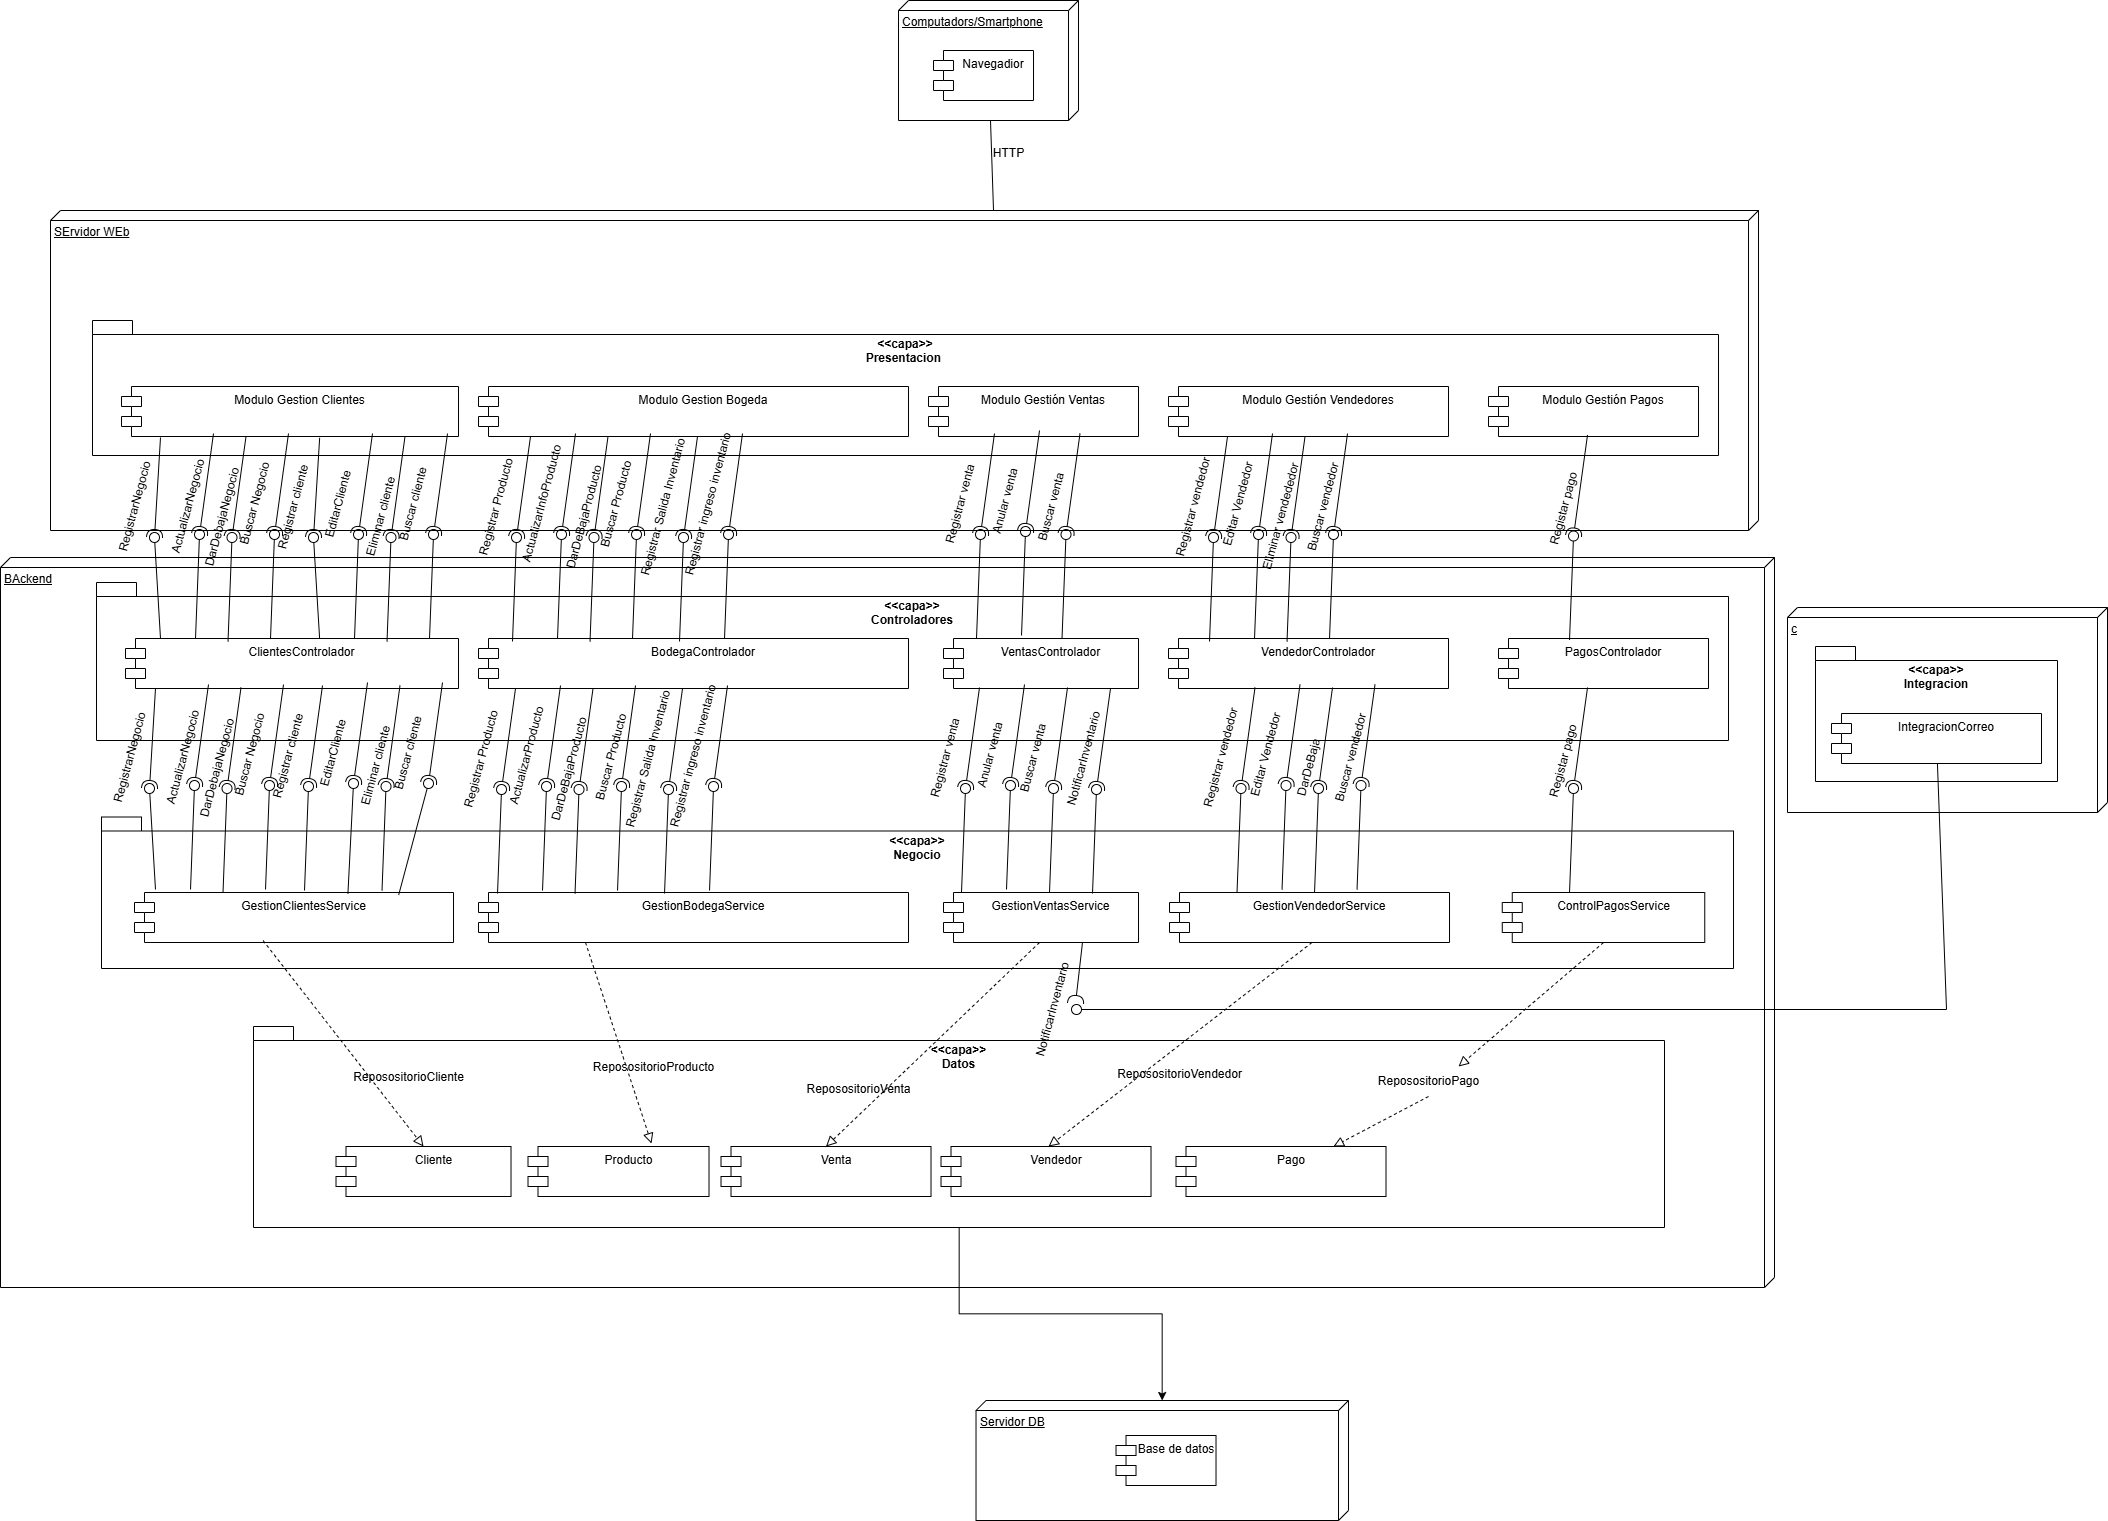 Computadors/Smartphone
Navegadior
HTTP
SErvidor WEb
<<capa>>
Presentacion
Modulo Gestion Clientes
Modulo Gestion Bogeda
Modulo Gestión Ventas
Modulo Gestión Vendedores
Modulo Gestión Pagos
RegistrarNegocio
ActualizarNegocio
DarDebajaNegocio
Buscar Negocio
Registrar cliente
EditarCliente
Eliminar cliente
Buscar cliente
Registrar Producto
ActualizarInfoProducto
DarDeBajaProducto
Buscar Producto
Registrar Salida Inventario
Registrar ingreso inventario
Registrar venta
Anular venta
Buscar venta
Registrar vendedor
Editar Vendedor
Eliminar vendededor
Buscar vendedor
Registar pago
BAckend
<<capa>>
Controladores
ClientesControlador
BodegaControlador
VentasControlador
VendedorControlador
PagosControlador
c
<<capa>>
Integracion
IntegracionCorreo
RegistrarNegocio
ActualizarNegocio
DarDebajaNegocio
Buscar Negocio
Registrar cliente
EditarCliente
Eliminar cliente
Buscar cliente
Registrar Producto
ActualizarProducto
DarDeBajaProducto
Buscar Producto
Registrar Salida Inventario
Registrar ingreso inventario
Registrar venta
Anular venta
Buscar venta
NotificarInventario
Registrar vendedor
Editar Vendedor
DarDeBaja
Buscar vendedor
Registar pago
<<capa>>
Negocio
GestionClientesService
GestionBodegaService
GestionVentasService
GestionVendedorService
ControlPagosService
NotificarInventario
<<capa>>
Datos
ReposositorioCliente
ReposositorioProducto
ReposositorioVenta
ReposositorioVendedor
ReposositorioPago
Cliente
Producto
Venta
Vendedor
Pago
Servidor DB
Base de datos